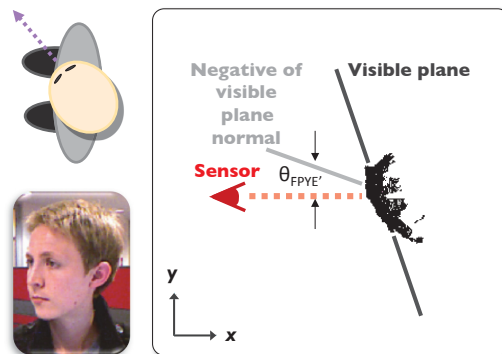 Negative of
visible
plane
normal
Visible plane
Sensor
θFPYE’
y
x